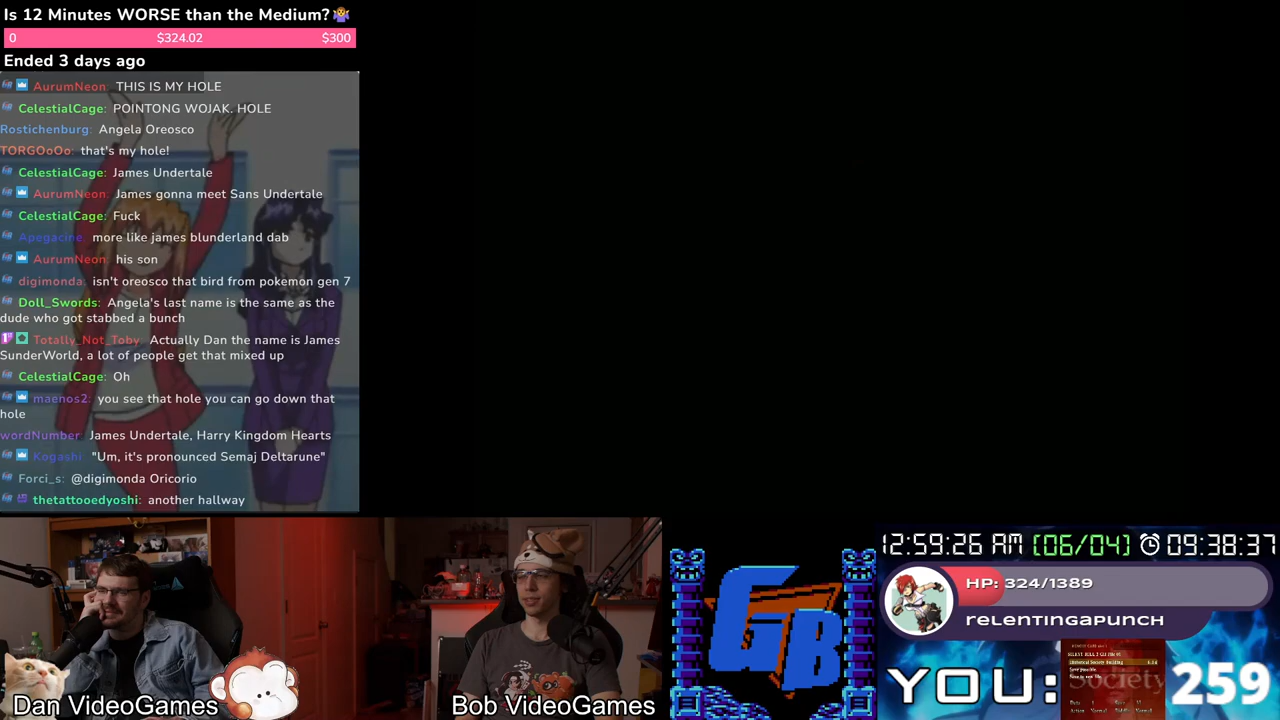 Is 12 Minutes WORSE than the Medium?🤷‍♀️
0 $324.02 $300
Ended 3 days ago
AurumNeon: THIS IS MY HOLE
CelestialCage: POINTONG WOJAK. HOLE
Rostichenburg: Angela Oreosco
TORGOoOo: that's my hole!
CelestialCage: James Undertale
AurumNeon: James gonna meet Sans Undertale
CelestialCage: Fuck
Apegacine: more like james blunderland dab
AurumNeon: his son
digimonda: isn't oreosco that bird from pokemon gen 7
Doll_Swords: Angela's last name is the same as the
dude who got stabbed a bunch
Totally_Not_Toby: Actually Dan the name is James
SunderWorld, a lot of people get that mixed up
CelestialCage: Oh
maenos2: you see that hole you can go down that
hole
wordNumber: James Undertale, Harry Kingdom Hearts
Kogashi: "Um, it's pronounced Semaj Deltarune"
Forci_s: @digimonda Oricorio
thetattooedyoshi: another hallway
Dan VideoGames
Bob VideoGames
GB
12:59:26 AM [06/04] 09:38:37
HP: 324/1389
relentingapunch
YOU:
Historical Society Building
Society
259